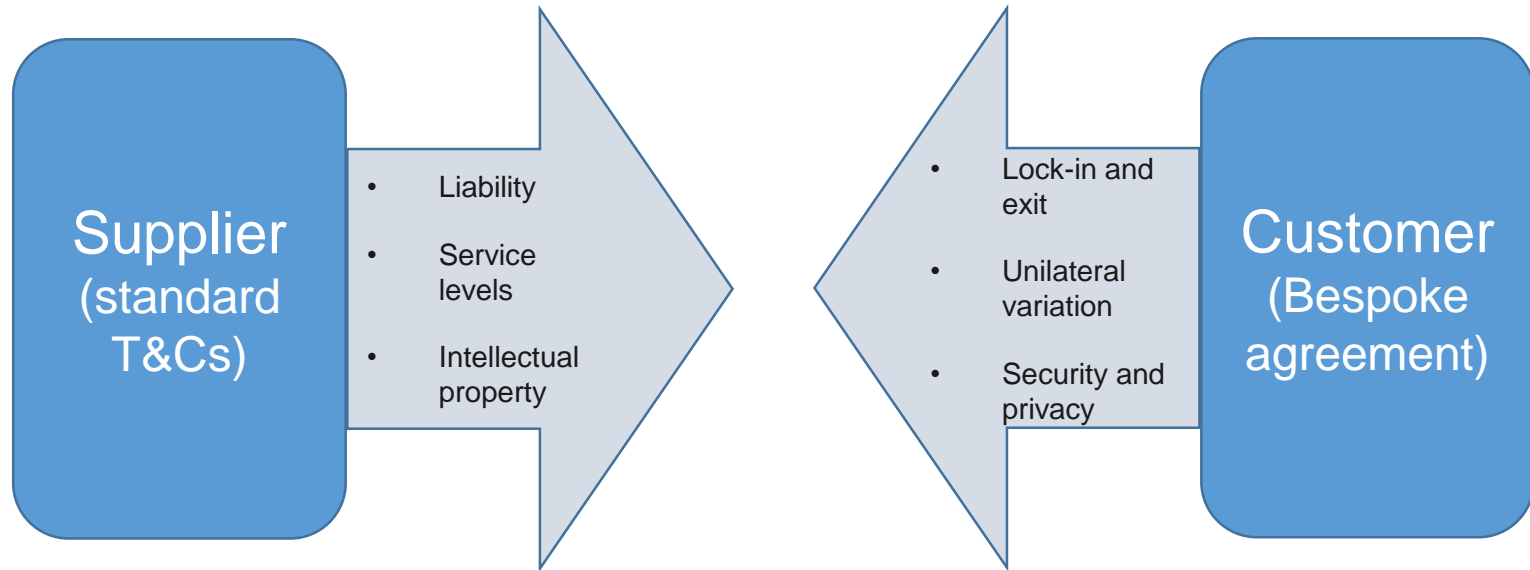 Supplier
(standard
T&Cs)
• Liability
• Service
levels
• Intellectual
property
• Lock-in and
exit
• Unilateral
variation
• Security and
privacy
Customer
(Bespoke
agreement)